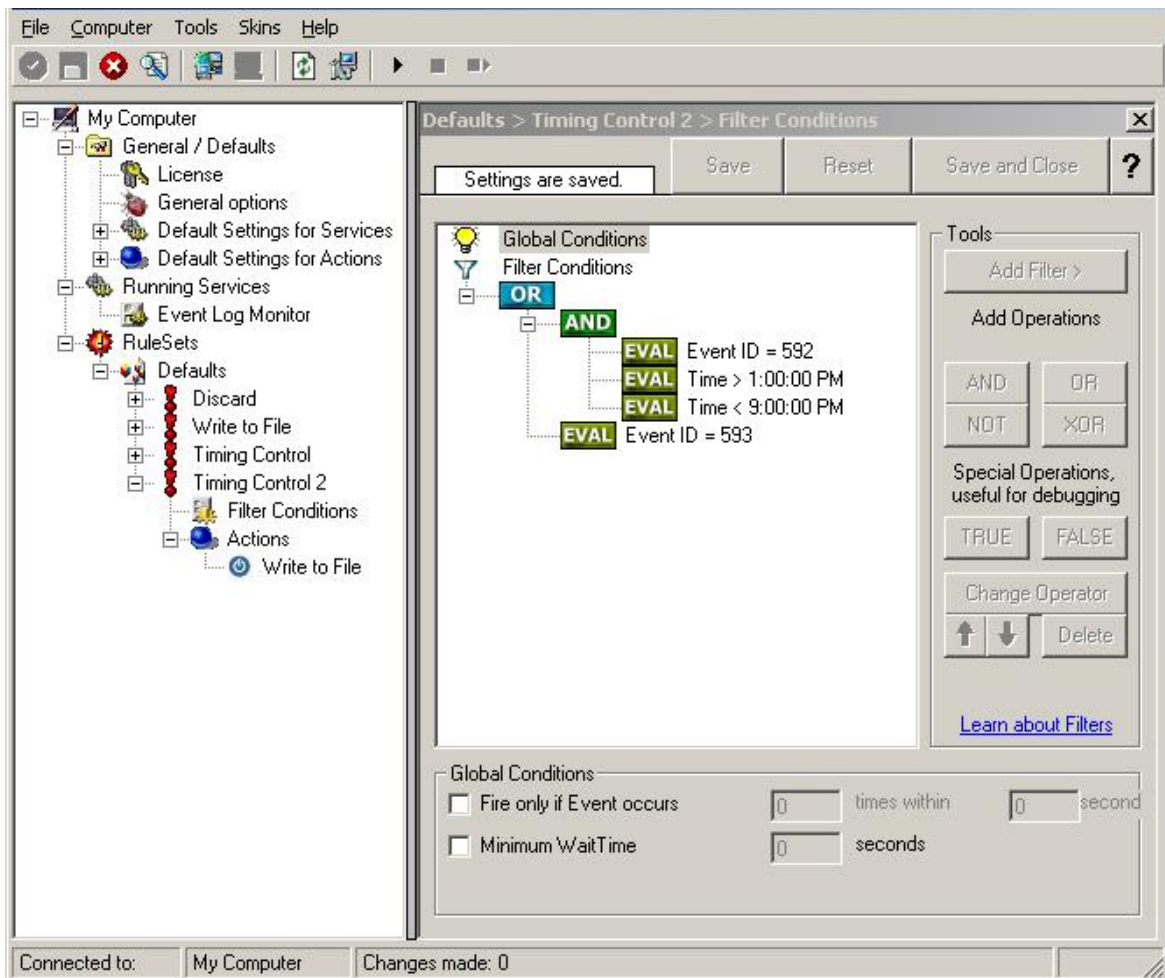 File Computer Tools Skins Help
My Computer
General / Defaults
License
General options
Default Settings for Services
Default Settings for Actions
Running Services
Event Log Monitor
RuleSets
Defaults
Discard
Write to File
Timing Control
Timing Control 2
Filter Conditions
Actions
Write to File
Defaults > Timing Control 2 > Filter Conditions
Settings are saved.
Save
Reset
Save and Close
?
Global Conditions
Filter Conditions
OR
AND
EVAL Event ID = 592
EVAL Time > 1:00:00 PM
EVAL Time < 9:00:00 PM
EVAL Event ID = 593
Tools
Add Filter >
Add Operations
AND OR
NOT XOR
Special Operations,
useful for debugging
TRUE FALSE
Change Operator
Delete
Learn about Filters
Global Conditions
Fire only if Event occurs 0 times within 0 second
Minimum WaitTime 0 seconds
Connected to: My Computer Changes made: 0